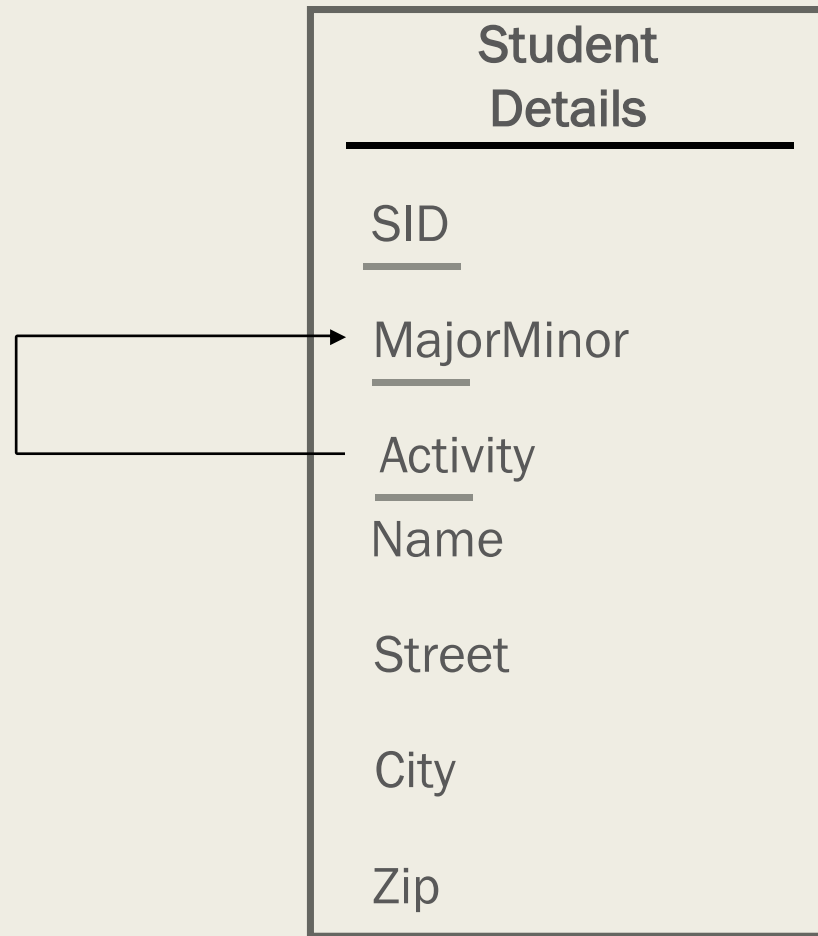 Student
Details
SID
MajorMinor
Activity
Name
Street
City
Zip